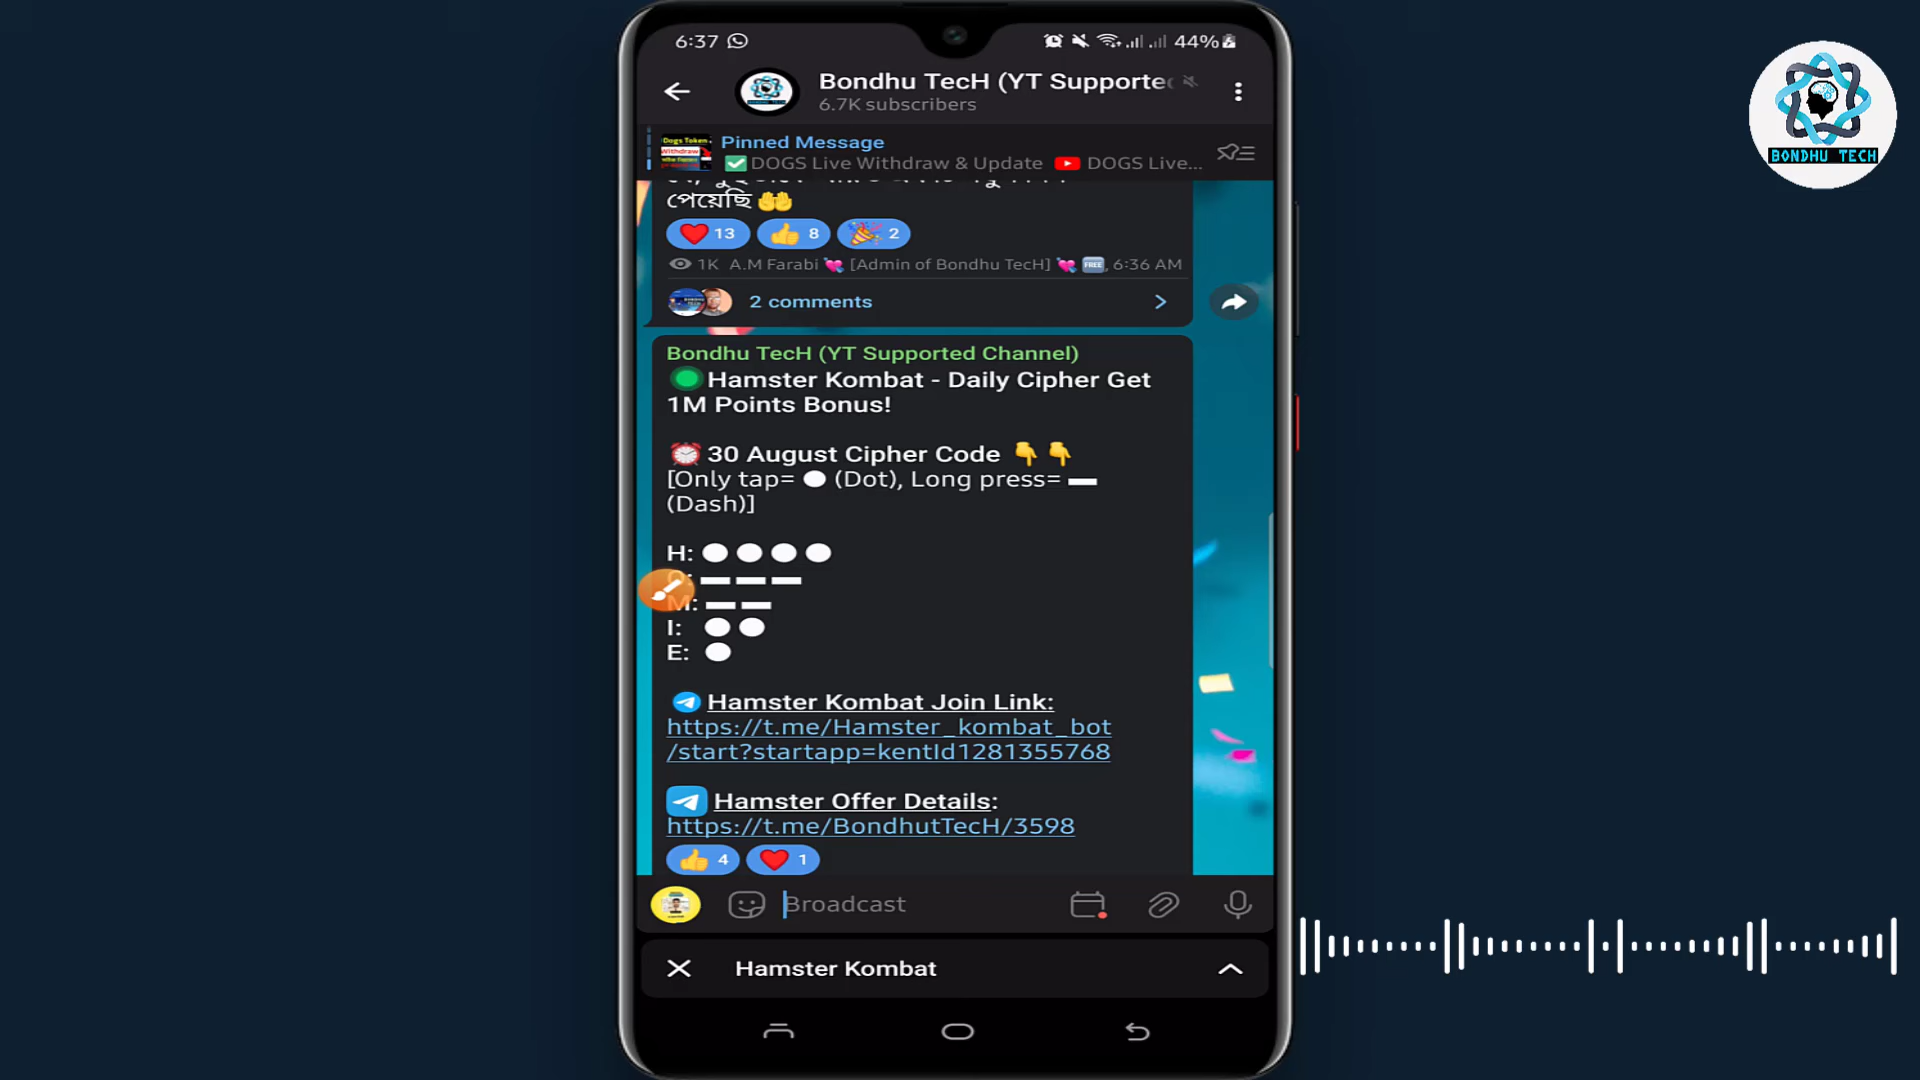 6:37
44%
Bondhu TecH (YT Supporte
6.7K subscribers
BONDHU TECH
Dogs Token
Withdraw
Pinned Message
✅DOGS Live Withdraw & Update ▶️ DOGS Live...
পেয়েছি 🤲
❤️ 13 👍 8 🎉 2
1K A.M Farabi 💘 [Admin of Bondhu TecH] 💘 🆓, 6:36 AM
2 comments
Bondhu TecH (YT Supported Channel)
🟢Hamster Kombat - Daily Cipher Get
1M Points Bonus!
⏰ 30 August Cipher Code 👇👇
[Only tap= ⚪ (Dot), Long press= ➖
(Dash)]
H: ⚪ ⚪ ⚪ ⚪
➖➖➖
M: ➖➖
I: ⚪ ⚪
E: ⚪
Hamster Kombat Join Link:
https://t.me/Hamster_kombat_bot
/start?startapp=kentId1281355768
Hamster Offer Details:
https://t.me/BondhutTecH/3598
👍 4 ❤️ 1
Broadcast
Hamster Kombat